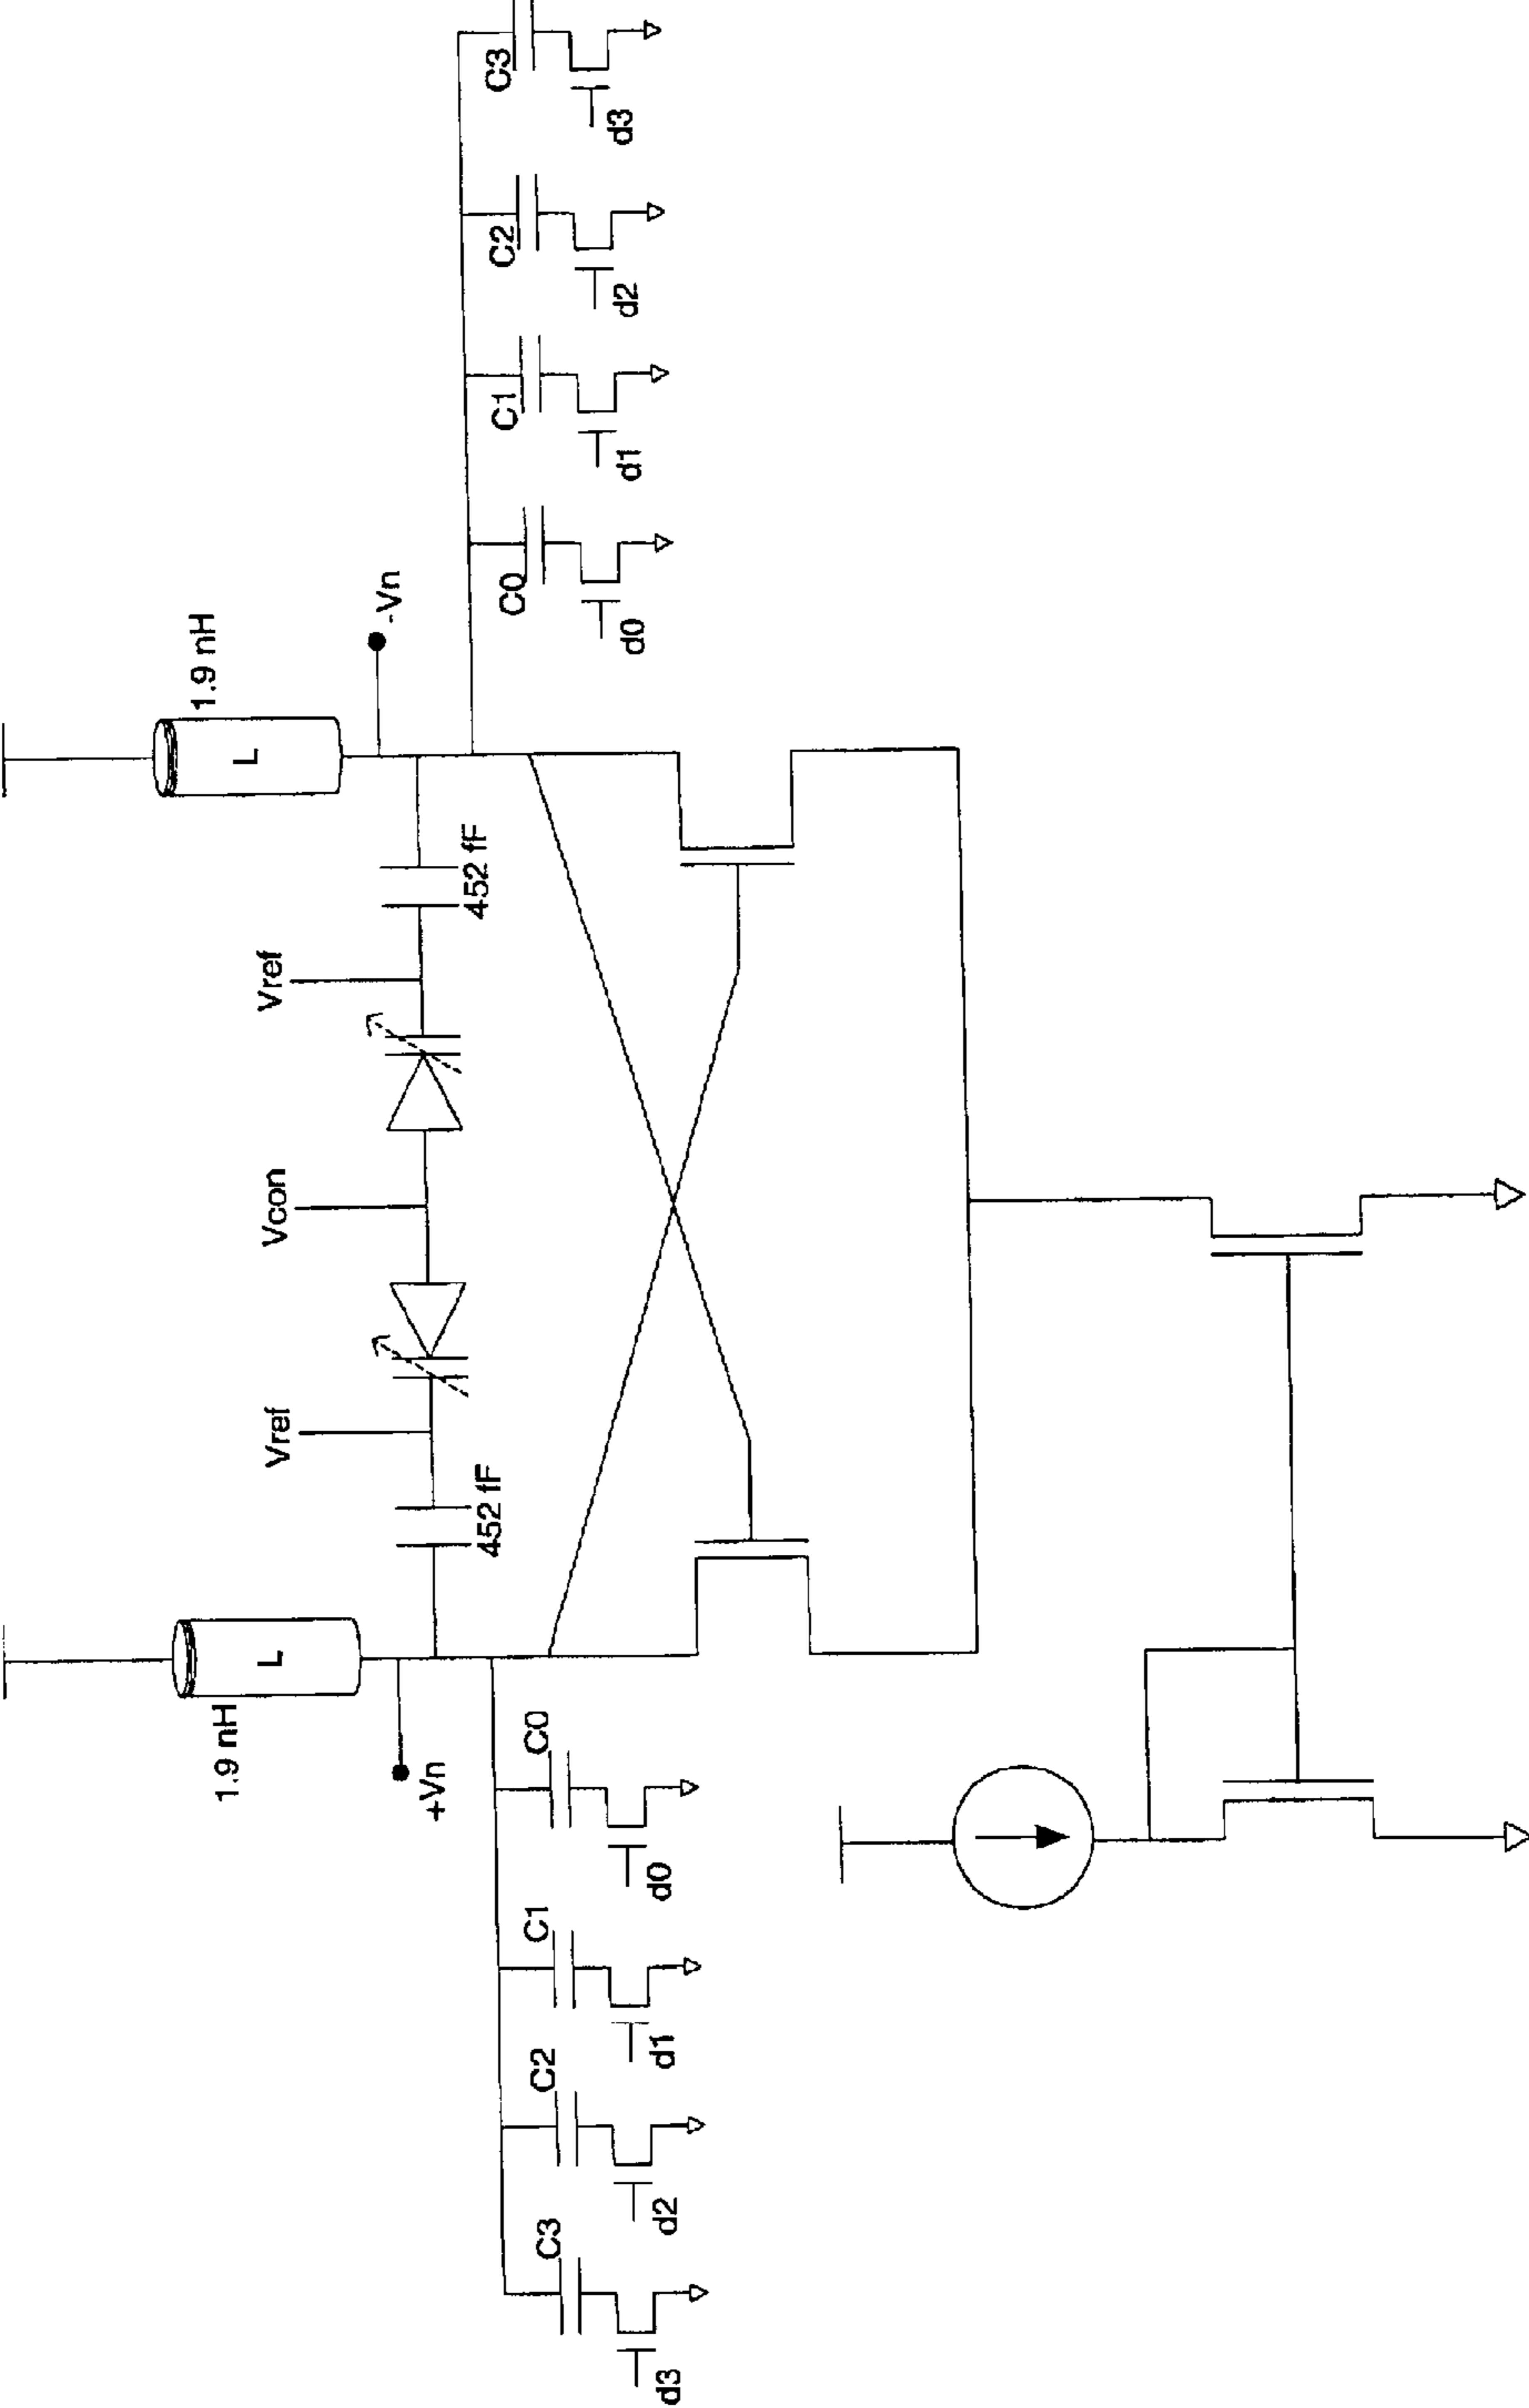 1.9 nH
L
+Vn
452 fF
Vref
Vcon
Vref
452 fF
1.9 nH
L
-Vn
C3
C2
C1
C0
d3
d2
d1
d0
C0
C1
C2
C3
d0
d1
d2
d3